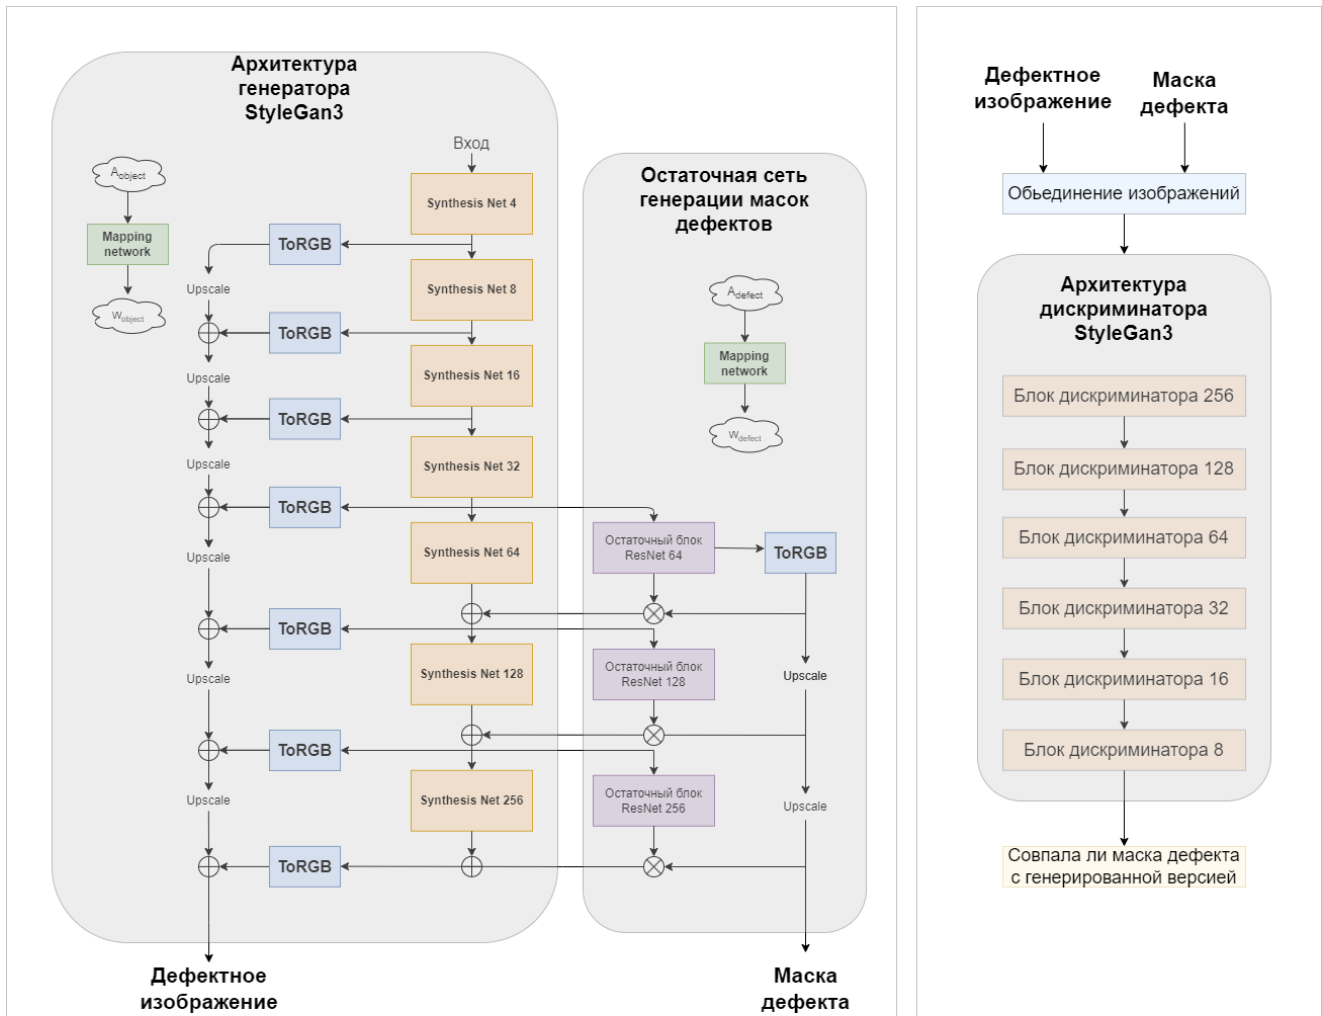 Архитектура
генератора
StyleGan3
Вход
A object
Mapping
network
W object
Synthesis Net 4
ToRGB
Upscale
Synthesis Net 8
ToRGB
Upscale
Synthesis Net 16
ToRGB
Upscale
Synthesis Net 32
ToRGB
Upscale
Synthesis Net 64
ToRGB
Upscale
Synthesis Net 128
ToRGB
Upscale
Synthesis Net 256
ToRGB
Дефектное
изображение
Остаточная сеть
генерации масок
дефектов
A defect
Mapping
network
W defect
Остаточный блок
ResNet 64
ToRGB
Остаточный блок
ResNet 128
Upscale
Остаточный блок
ResNet 256
Upscale
Маска
дефекта
Дефектное
изображение
Маска
дефекта
Обьединение изображений
Архитектура
дискриминатора
StyleGan3
Блок дискриминатора 256
Блок дискриминатора 128
Блок дискриминатора 64
Блок дискриминатора 32
Блок дискриминатора 16
Блок дискриминатора 8
Совпала ли маска дефекта
с генерированной версией